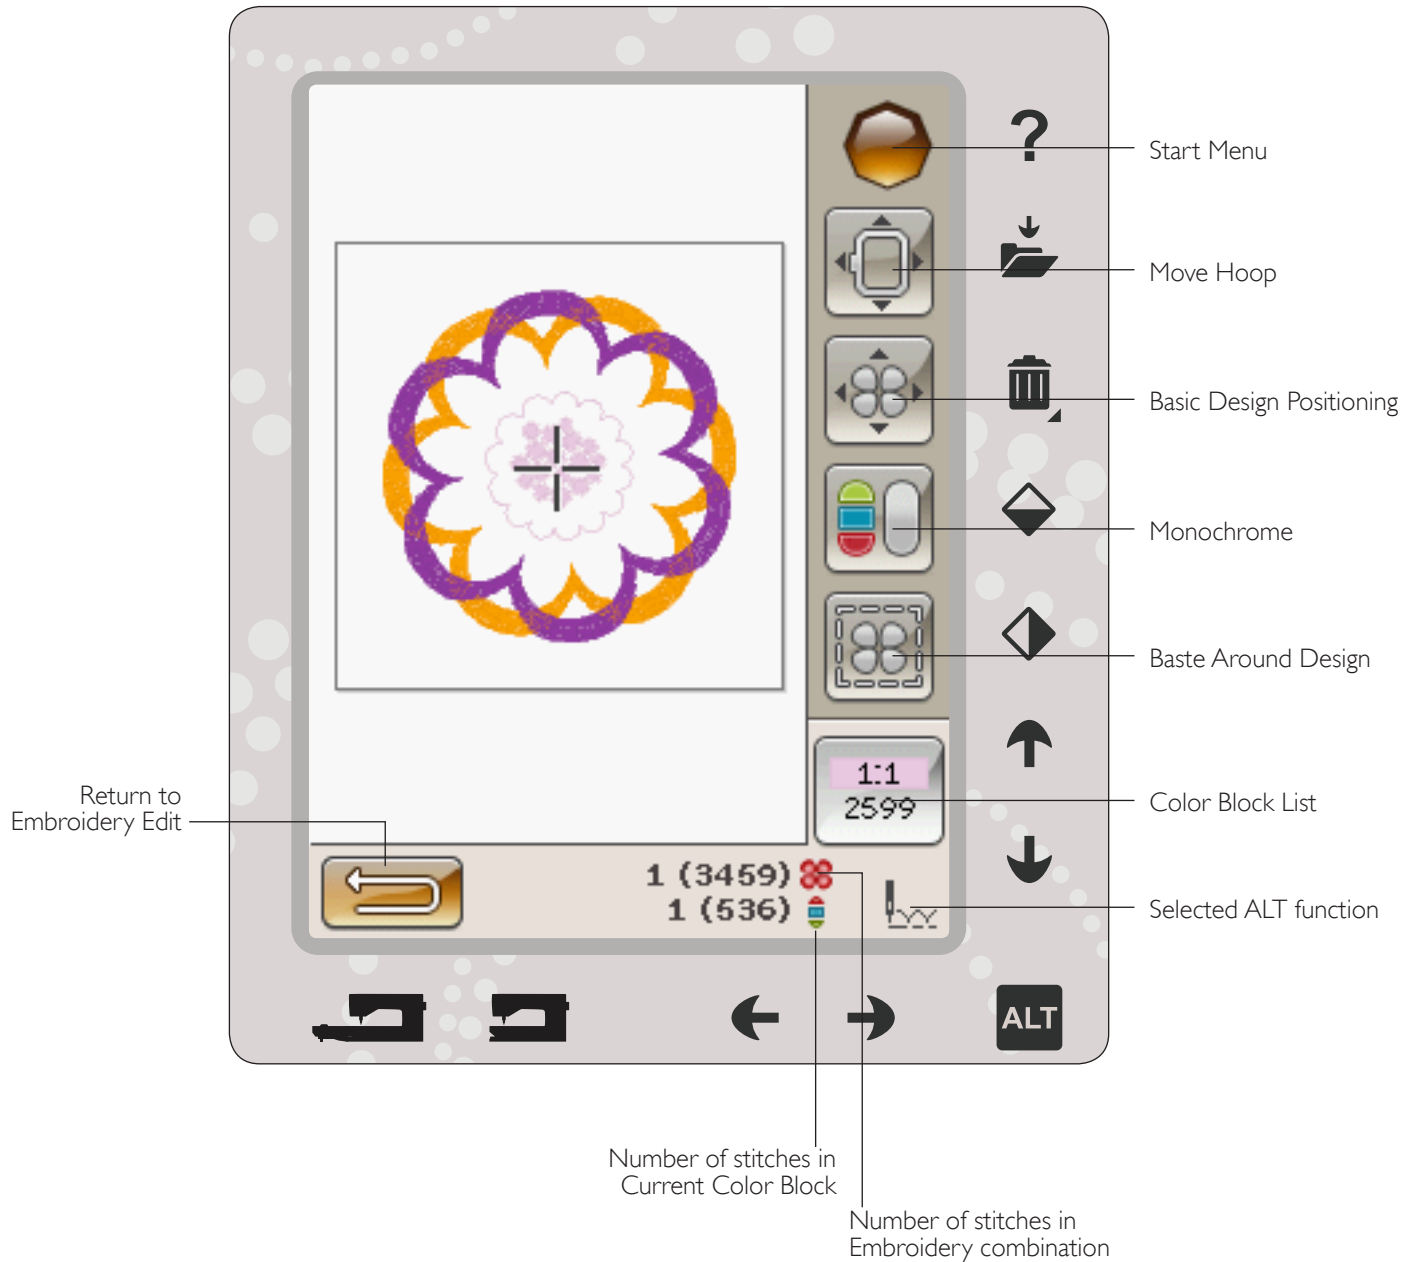 ?
Start Menu
Move Hoop
Basic Design Positioning
Monochrome
Baste Around Design
1:1
2599
Color Block List
Return to
Embroidery Edit
1 (3459)
1 (536)
Selected ALT function
ALT
Number of stitches in
Current Color Block
Number of stitches in
Embroidery combination